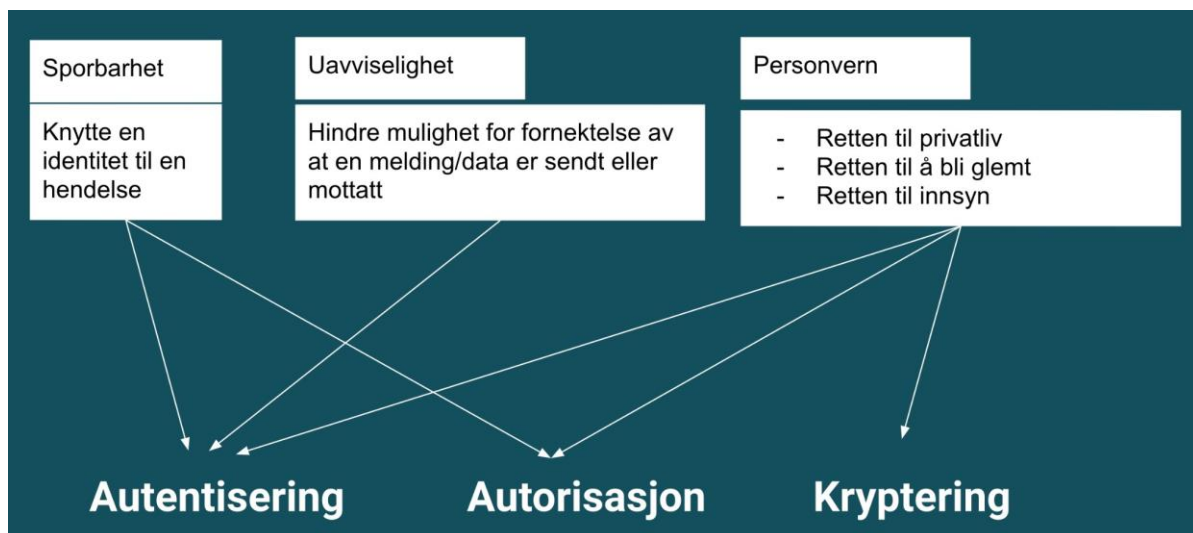 Sporbarhet
Knytte en
identitet til en
hendelse
Uavviselighet
Hindre mulighet for fornektelse av
at en melding/data er sendt eller
mottatt
Personvern
- Retten til privatliv
- Retten til å bli glemt
- Retten til innsyn
Autentisering
Autorisasjon
Kryptering